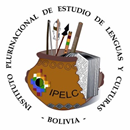 INSTITUTO PLURINACIONAL DE ESTUDIO DE LENGUAS Y CULTURAS
IPELC
- BOLIVIA -